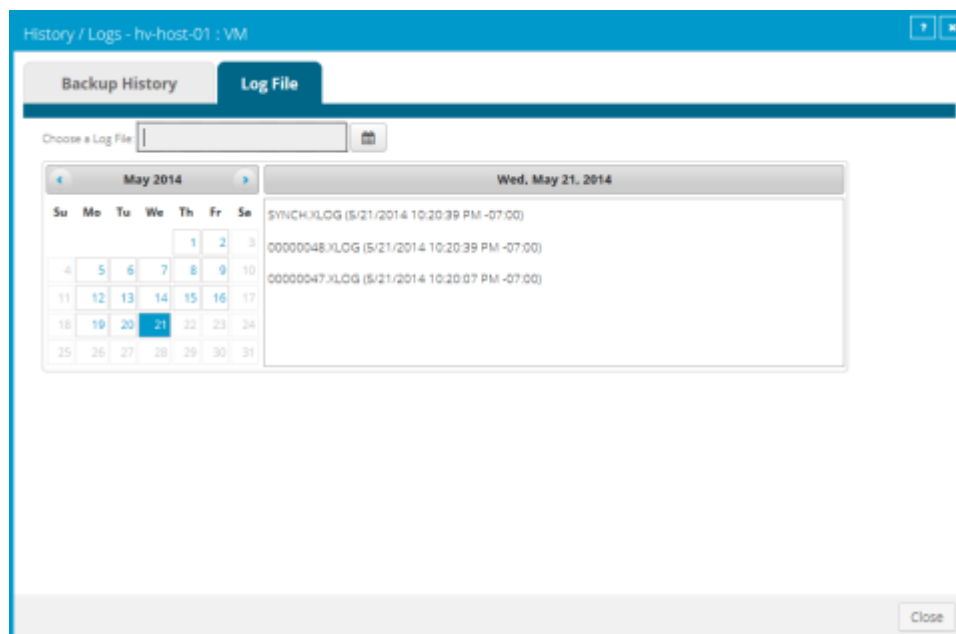 History / Logs - hv-host-01 : VM
?
Backup History
Log File
Choose a Log File:
May 2014
Wed, May 21, 2014
Su Mo Tu We Th Fr Sa
1 2 3
4 5 6 7 8 9 10
11 12 13 14 15 16 17
18 19 20 21 22 23 24
25 26 27 28 29 30 31
SYNCH.XLOG (5/21/2014 10:20:39 PM -07:00)
00000048.XLOG (5/21/2014 10:20:39 PM -07:00)
00000047.XLOG (5/21/2014 10:20:07 PM -07:00)
Close